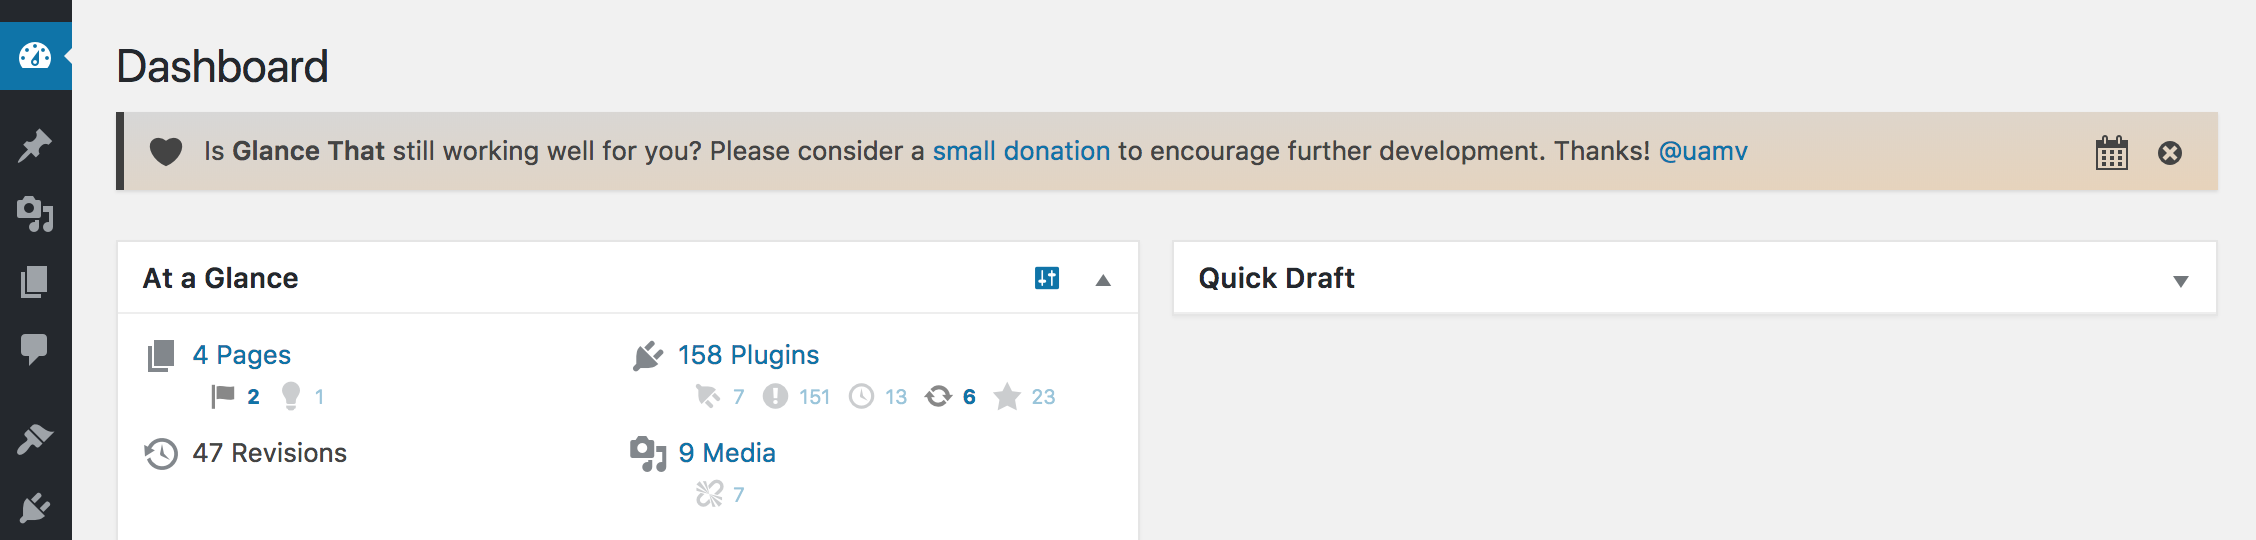 Dashboard
Is Glance That still working well for you? Please consider a small donation to encourage further development. Thanks! @uamv
At a Glance
Quick Draft
4 Pages
158 Plugins
2 1
7 151 13 6 23
47 Revisions
9 Media
7